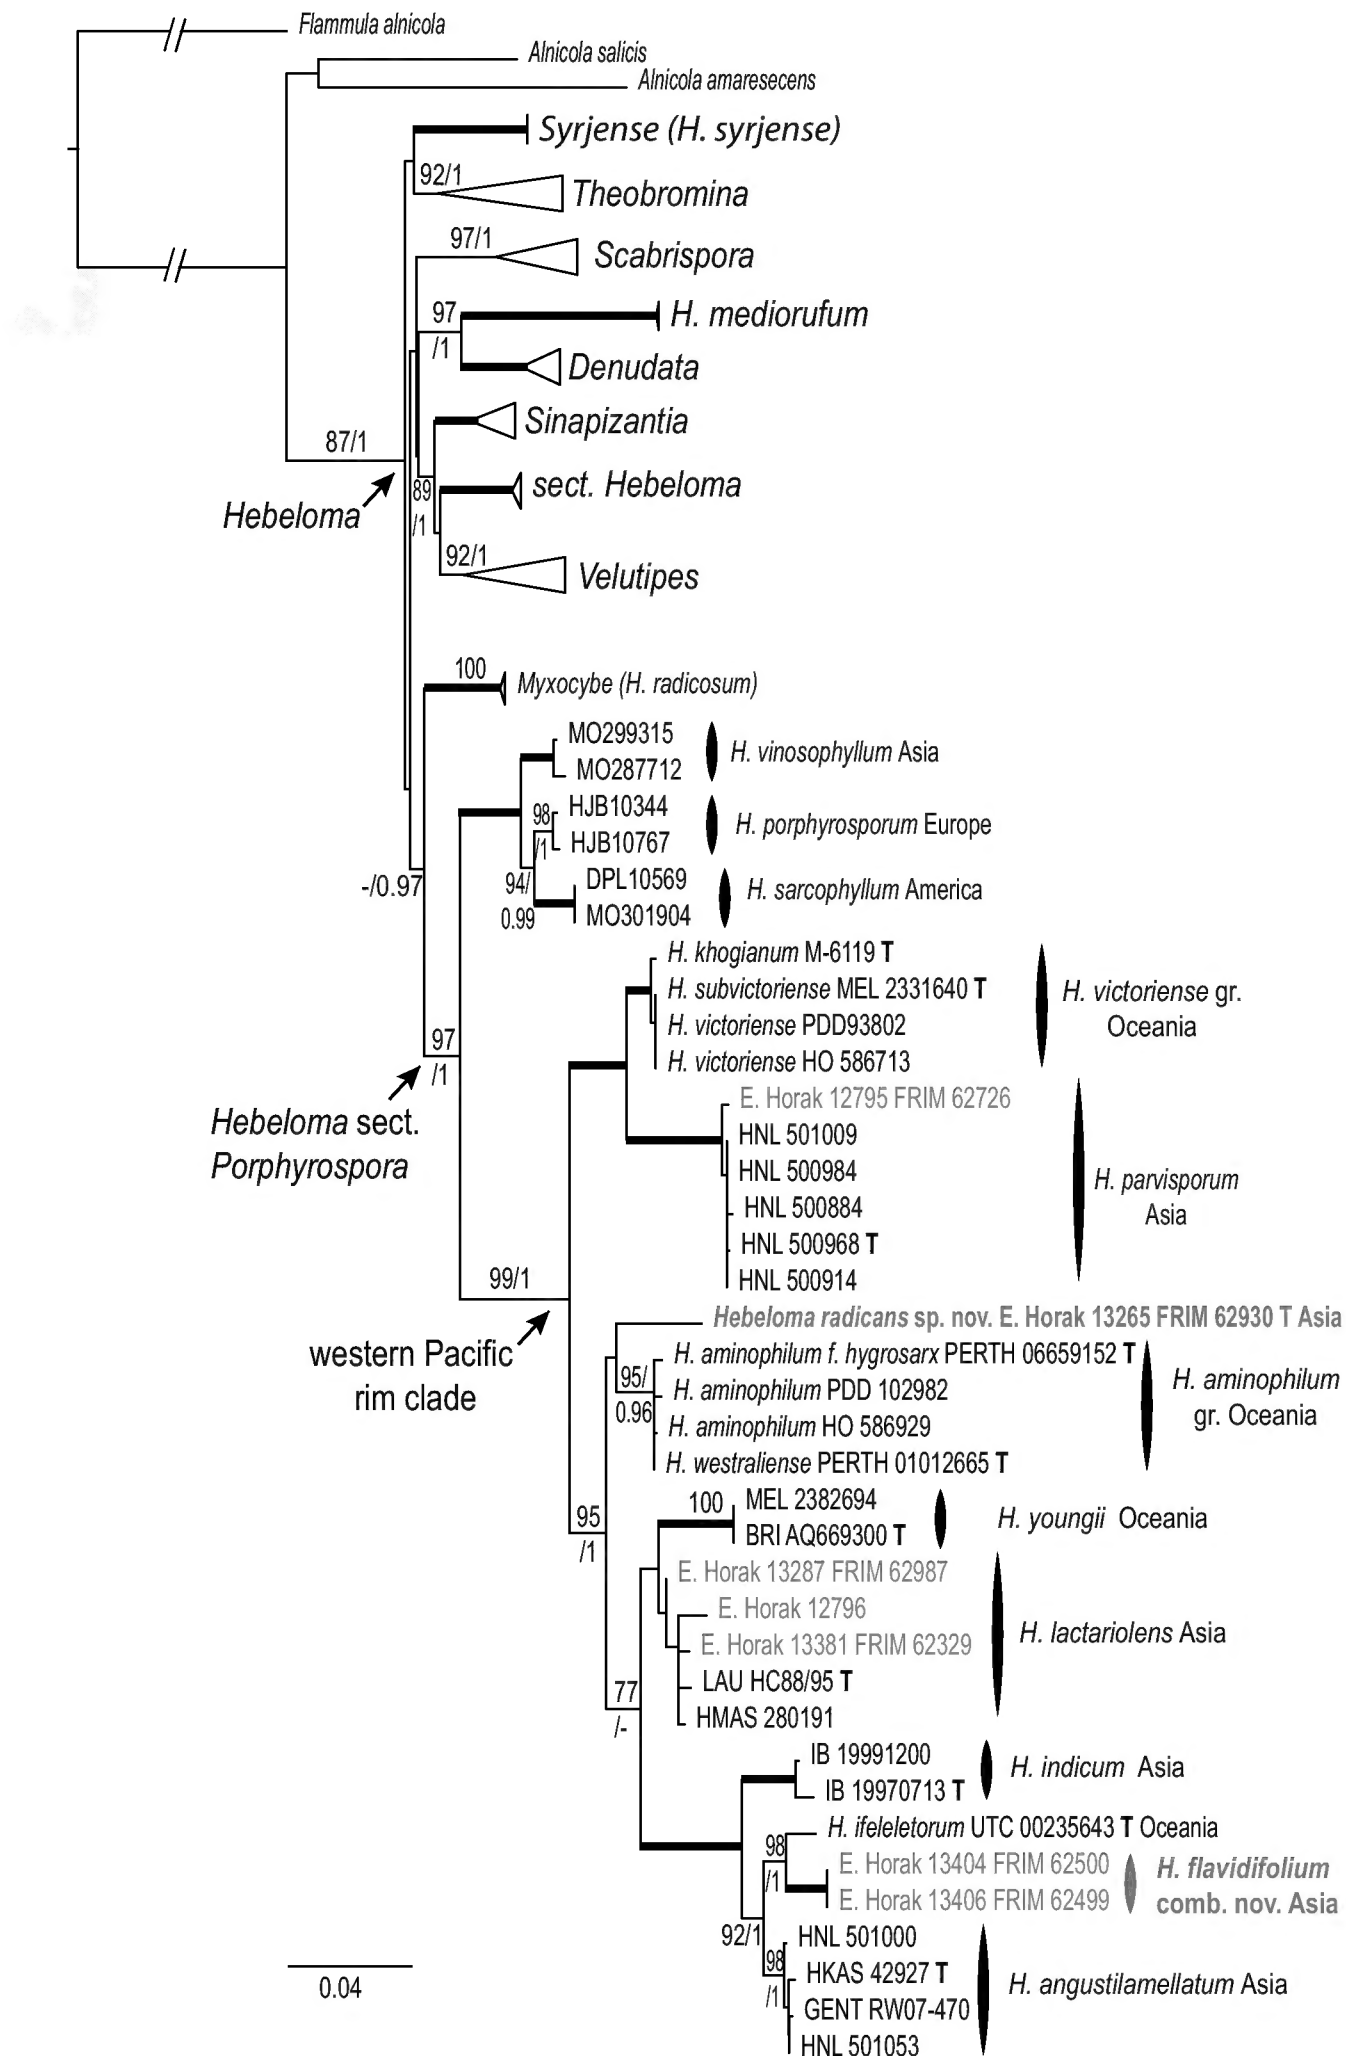 Flammula alnicola
Alnicola salicis
Alnicola amaresecens
Syrjense (H. syrjense)
92/1
Theobromina
97/1
Scabrispora
97
/1
H. mediorufum
Denudata
Sinapizantia
87/1
Hebeloma
89
/1
sect. Hebeloma
92/1
Velutipes
100
Myxocybe (H. radicosum)
MO299315
MO287712
H. vinosophyllum Asia
98
/1
HJB10344
HJB10767
H. porphyrosporum Europe
94/
0.99
DPL10569
MO301904
H. sarcophyllum America
-/0.97
H. khogianum M-6119 T
H. subvictoriense MEL 2331640 T
H. victoriense PDD93802
H. victoriense HO 586713
H. victoriense gr.
Oceania
97
/1
Hebeloma sect.
Porphyrospora
E. Horak 12795 FRIM 62726
HNL 501009
HNL 500984
HNL 500884
HNL 500968 T
HNL 500914
H. parvisporum
Asia
99/1
western Pacific
rim clade
Hebeloma radicans sp. nov. E. Horak 13265 FRIM 62930 T Asia
95/
0.96
H. aminophilum f. hygrosarx PERTH 06659152 T
H. aminophilum PDD 102982
H. aminophilum HO 586929
H. westraliense PERTH 01012665 T
H. aminophilum
gr. Oceania
95
/1
100
MEL 2382694
BRI AQ669300 T
H. youngii Oceania
E. Horak 13287 FRIM 62987
E. Horak 12796
E. Horak 13381 FRIM 62329
LAU HC88/95 T
HMAS 280191
H. lactariolens Asia
77
/-
IB 19991200
IB 19970713 T
H. indicum Asia
H. ifeleletorum UTC 00235643 T Oceania
98
/1
E. Horak 13404 FRIM 62500
E. Horak 13406 FRIM 62499
H. flavidifolium
comb. nov. Asia
92/1
98
/1
HNL 501000
HKAS 42927 T
GENT RW07-470
HNL 501053
H. angustilamellatum Asia
0.04